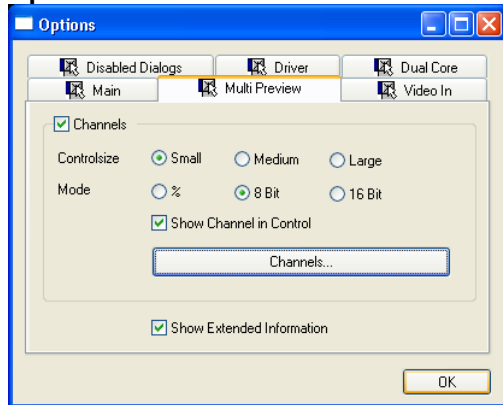 Options
Disabled Dialogs Driver Dual Core
Main Multi Preview Video In
Channels
Controlsize Small Medium Large
Mode % 8 Bit 16 Bit
Show Channel in Control
Channels...
Show Extended Information
OK